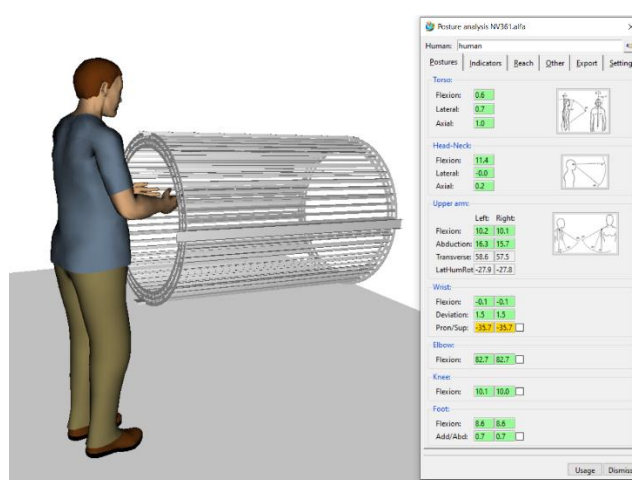 Posture analysis NV361.alfa
Human: human
Postures Indicators Reach Other Export Setting
Torso:
Flexion: 0.6
Lateral: 0.7
Axial: 1.0
Head-Neck:
Flexion: 11.4
Lateral: -0.0
Axial: 0.2
Upper arm:
Left: Right:
Flexion: 10.2 10.1
Abduction: 16.3 15.7
Transverse: 58.6 57.5
LatHumRot -27.9 -27.8
Wrist:
Flexion: -0.1 -0.1
Deviation: 1.5 1.5
Pron/Sup: -35.7 -35.7
Elbow:
Flexion: 82.7 82.7
Knee:
Flexion: 10.1 10.0
Foot:
Flexion: 8.6 8.6
Add/Abd: 0.7 0.7
Usage Dismiss